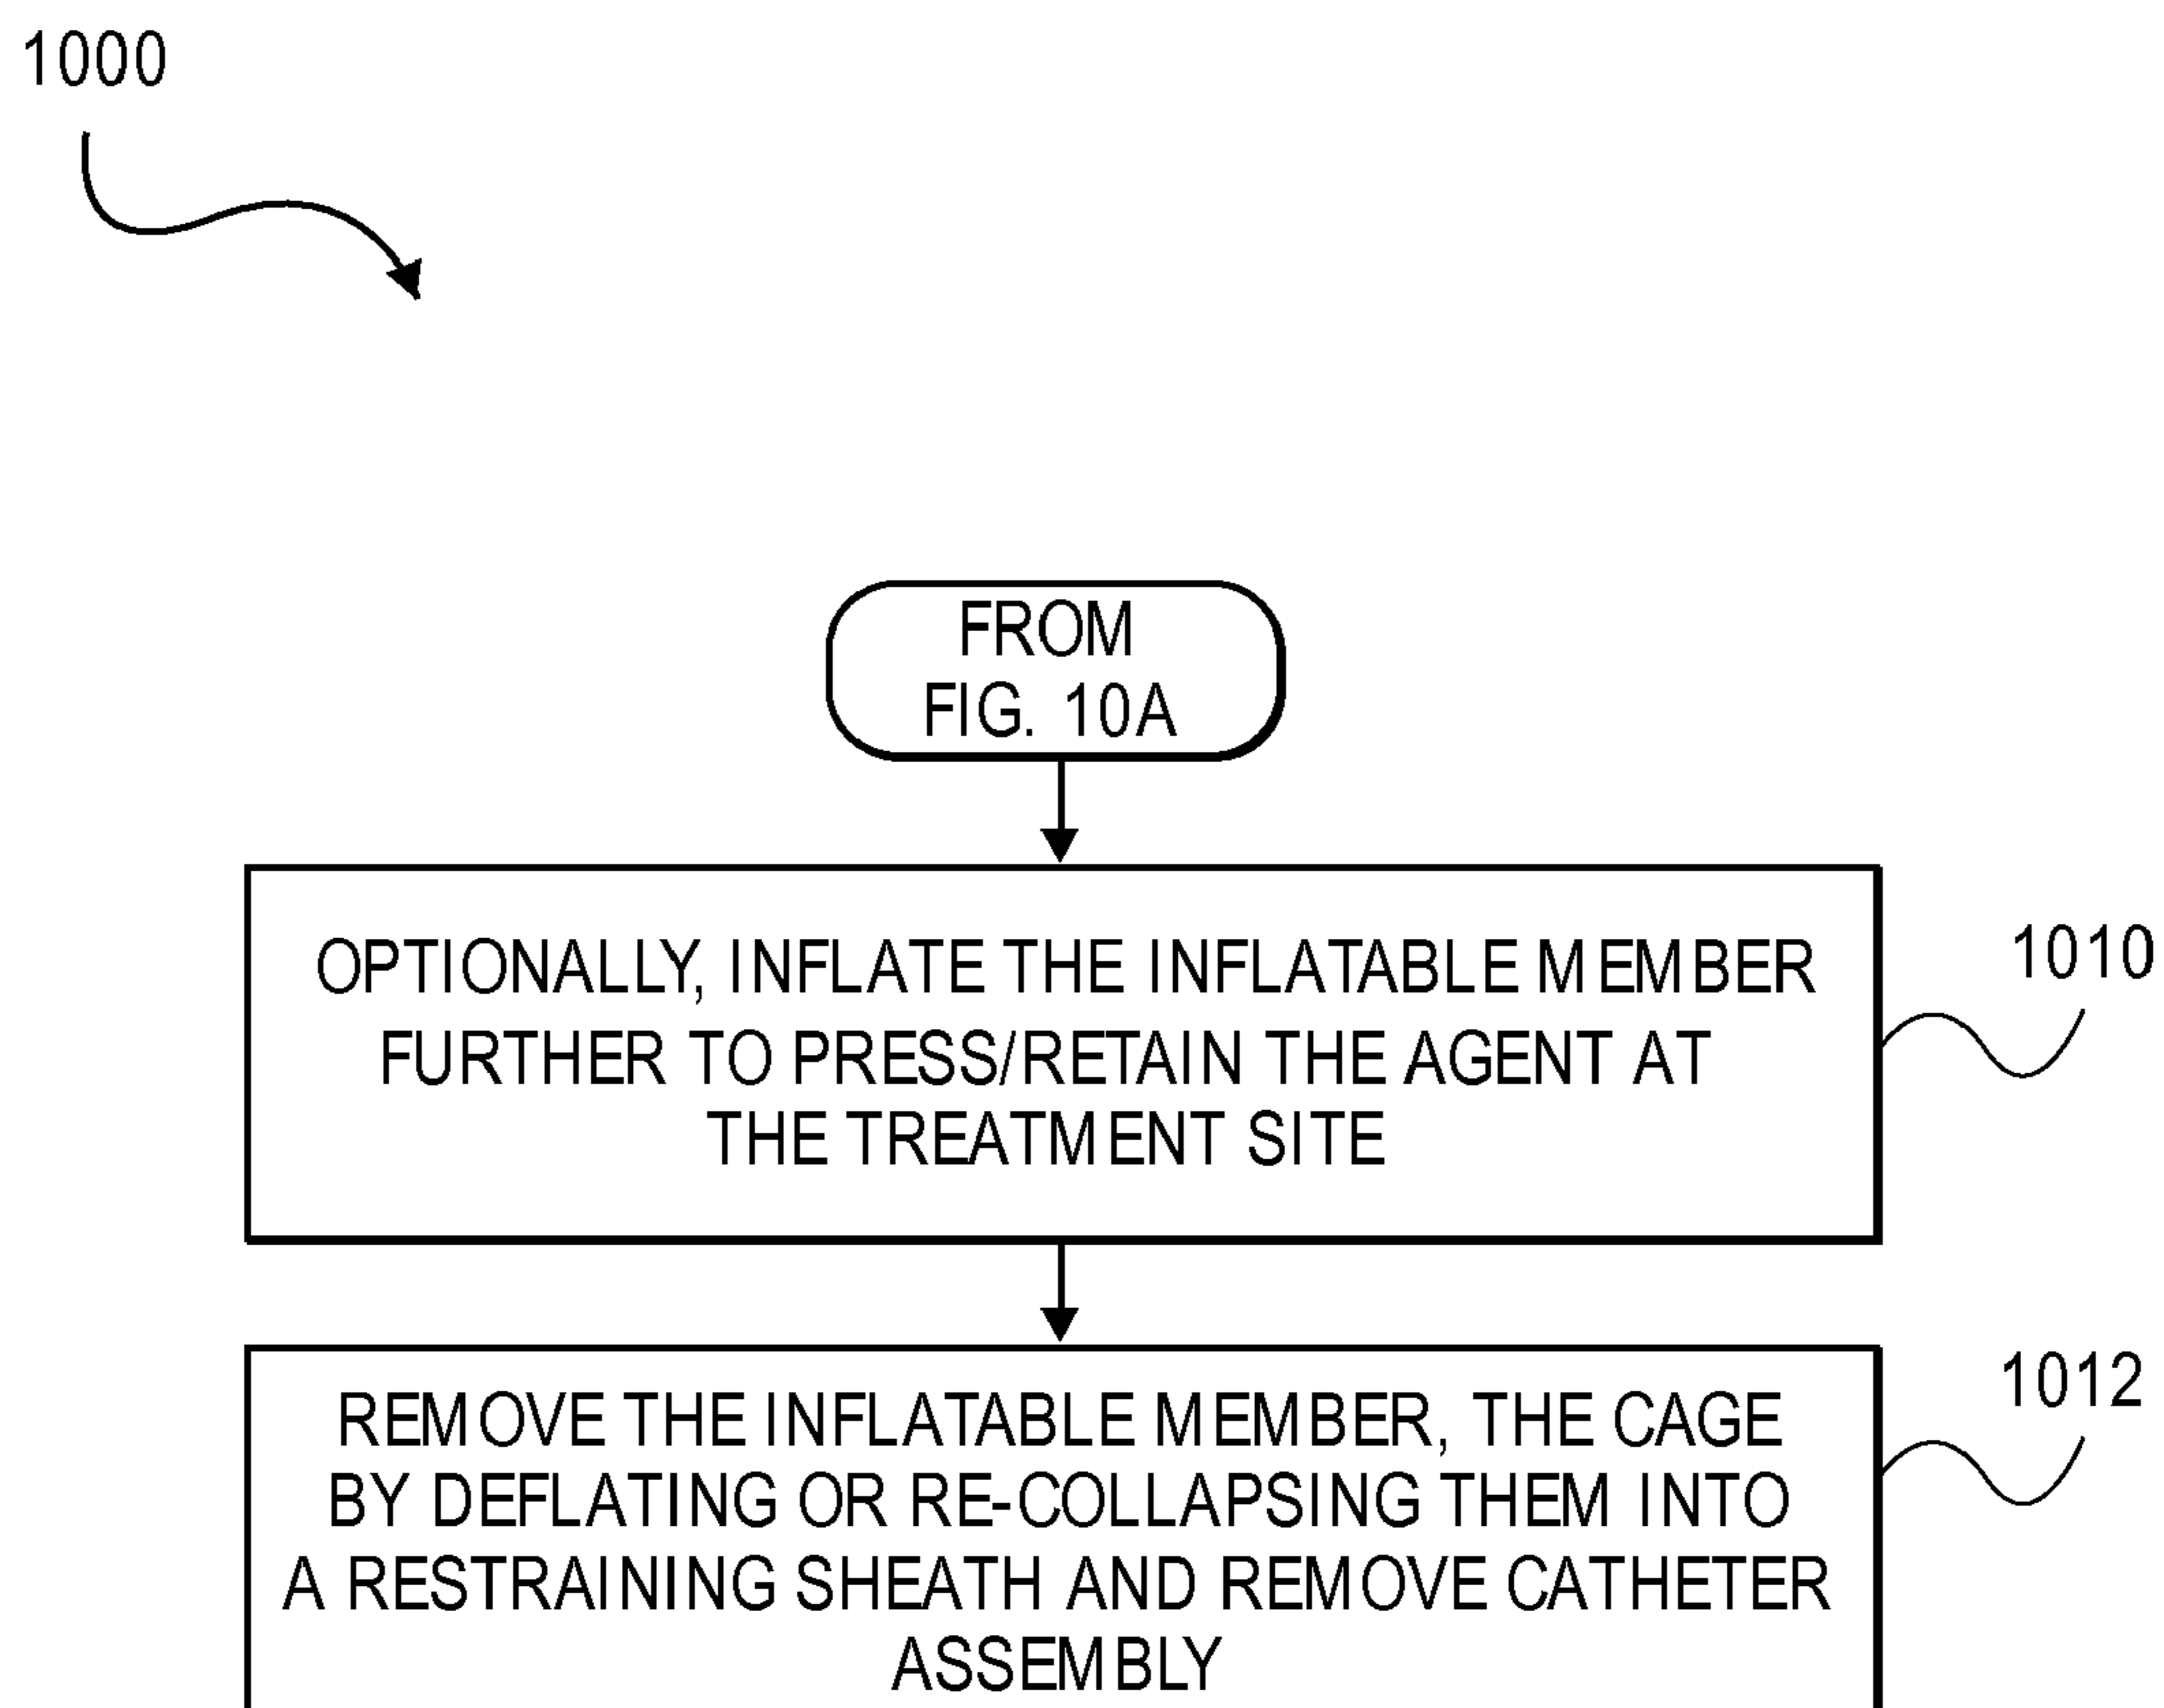 1000
FROM
FIG. 10A
OPTIONALLY, INFLATE THE INFLATABLE MEMBER
FURTHER TO PRESS/RETAIN THE AGENT AT
THE TREATMENT SITE
1010
REMOVE THE INFLATABLE MEMBER, THE CAGE
BY DEFLATING OR RE-COLLAPSING THEM INTO
A RESTRAINING SHEATH AND REMOVE CATHETER
ASSEMBLY
1012